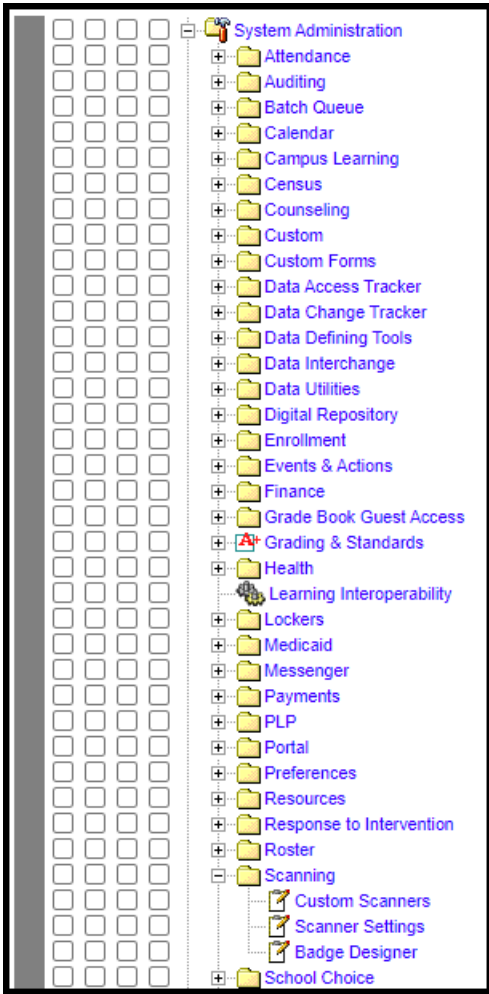 System Administration
Attendance
Auditing
Batch Queue
Calendar
Campus Learning
Census
Counseling
Custom
Custom Forms
Data Access Tracker
Data Change Tracker
Data Defining Tools
Data Interchange
Data Utilities
Digital Repository
Enrollment
Events & Actions
Finance
Grade Book Guest Access
A+ Grading & Standards
Health
Learning Interoperability
Lockers
Medicaid
Messenger
Payments
PLP
Portal
Preferences
Resources
Response to Intervention
Roster
Scanning
Custom Scanners
Scanner Settings
Badge Designer
School Choice